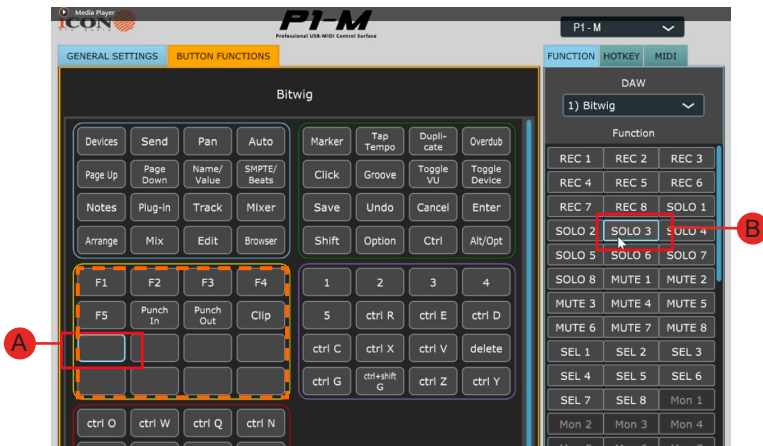 Media Player
iCON
PRO AUDIO
P1-M
Professional USB-MIDI Control Surface
P1-M
GENERAL SETTINGS
BUTTON FUNCTIONS
FUNCTION
HOTKEY
MIDI
Bitwig
Devices Send Pan Auto
Page Up Page Down Name/ Value SMPTE/ Beats
Notes Plug-in Track Mixer
Arrange Mix Edit Browser
Marker Tap Tempo Dupli- cate Overdub
Click Groove Toggle VU Toggle Device
Save Undo Cancel Enter
Shift Option Ctrl Alt/Opt
F1 F2 F3 F4
F5 Punch In Punch Out Clip
1 2 3 4
5 ctrl R ctrl E ctrl D
ctrl C ctrl X ctrl V delete
ctrl G ctrl+shift G ctrl Z ctrl Y
ctrl O ctrl W ctrl Q ctrl N
A
DAW
1) Bitwig
Function
REC 1 REC 2 REC 3
REC 4 REC 5 REC 6
REC 7 REC 8 SOLO 1
SOLO 2 SOLO 3 SOLO 4
SOLO 5 SOLO 6 SOLO 7
SOLO 8 MUTE 1 MUTE 2
MUTE 3 MUTE 4 MUTE 5
MUTE 6 MUTE 7 MUTE 8
SEL 1 SEL 2 SEL 3
SEL 4 SEL 5 SEL 6
SEL 7 SEL 8 Mon 1
Mon 2 Mon 3 Mon 4
B